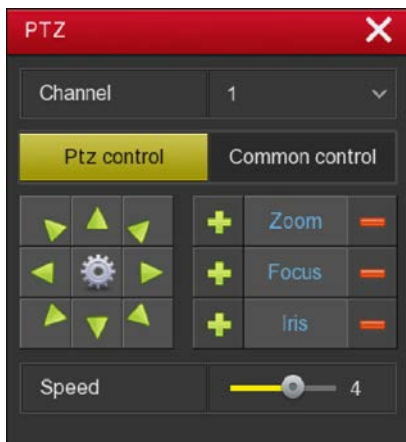 PTZ
Channel 1
Ptz control Common control
Zoom
Focus
Iris
Speed 4